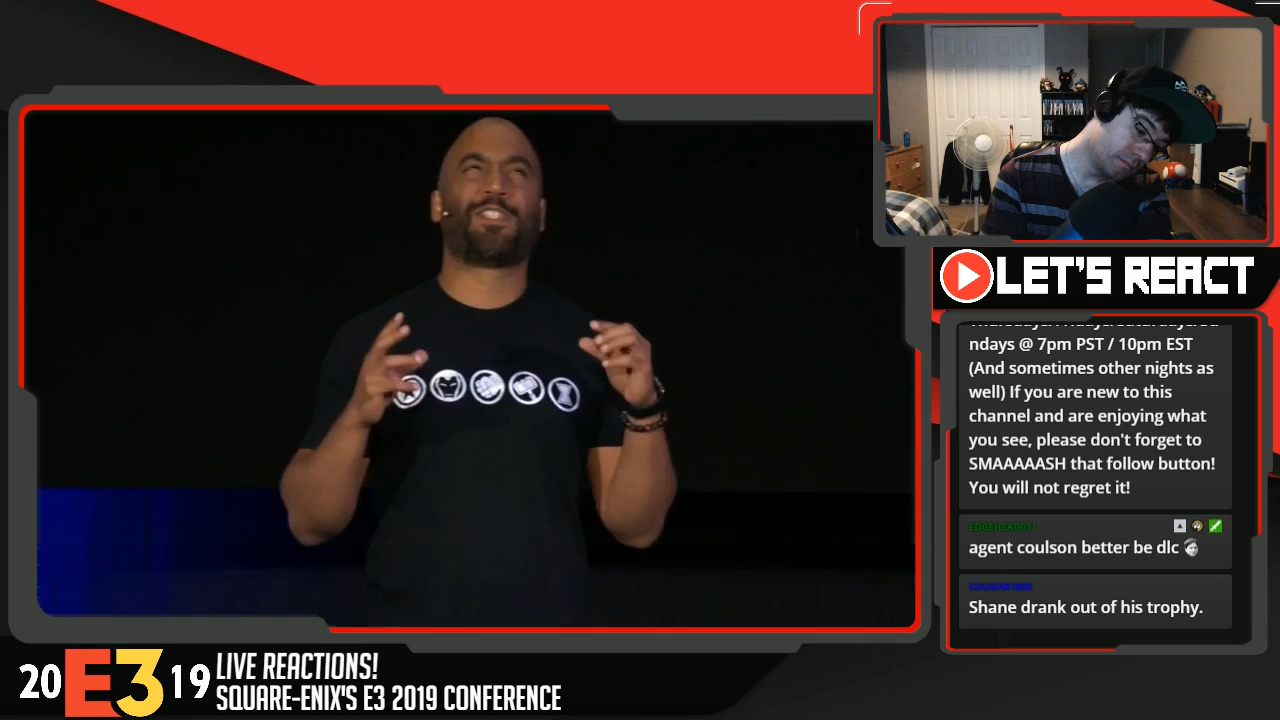 LET'S REACT
ndays @ 7pm PST / 10pm EST
(And sometimes other nights as
well) If you are new to this
channel and are enjoying what
you see, please don't forget to
SMAAAAASH that follow button!
You will not regret it!
agent coulson better be dlc
Shane drank out of his trophy.
20 E3 19
LIVE REACTIONS!
SQUARE-ENIX'S E3 2019 CONFERENCE